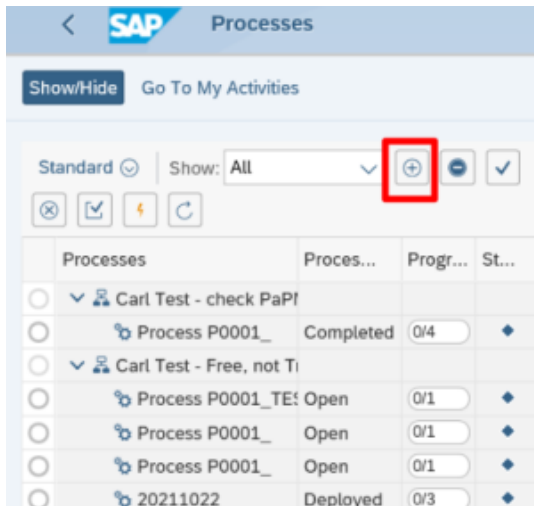 SAP Processes
Show/Hide Go To My Activities
Standard Show: All
Processes Proces... Progr... St...
Carl Test - check PaPM
Process P0001_ Completed 0/4
Carl Test - Free, not Tr
Process P0001_TES Open 0/1
Process P0001_ Open 0/1
Process P0001_ Open 0/1
20211022 Deployed 0/3